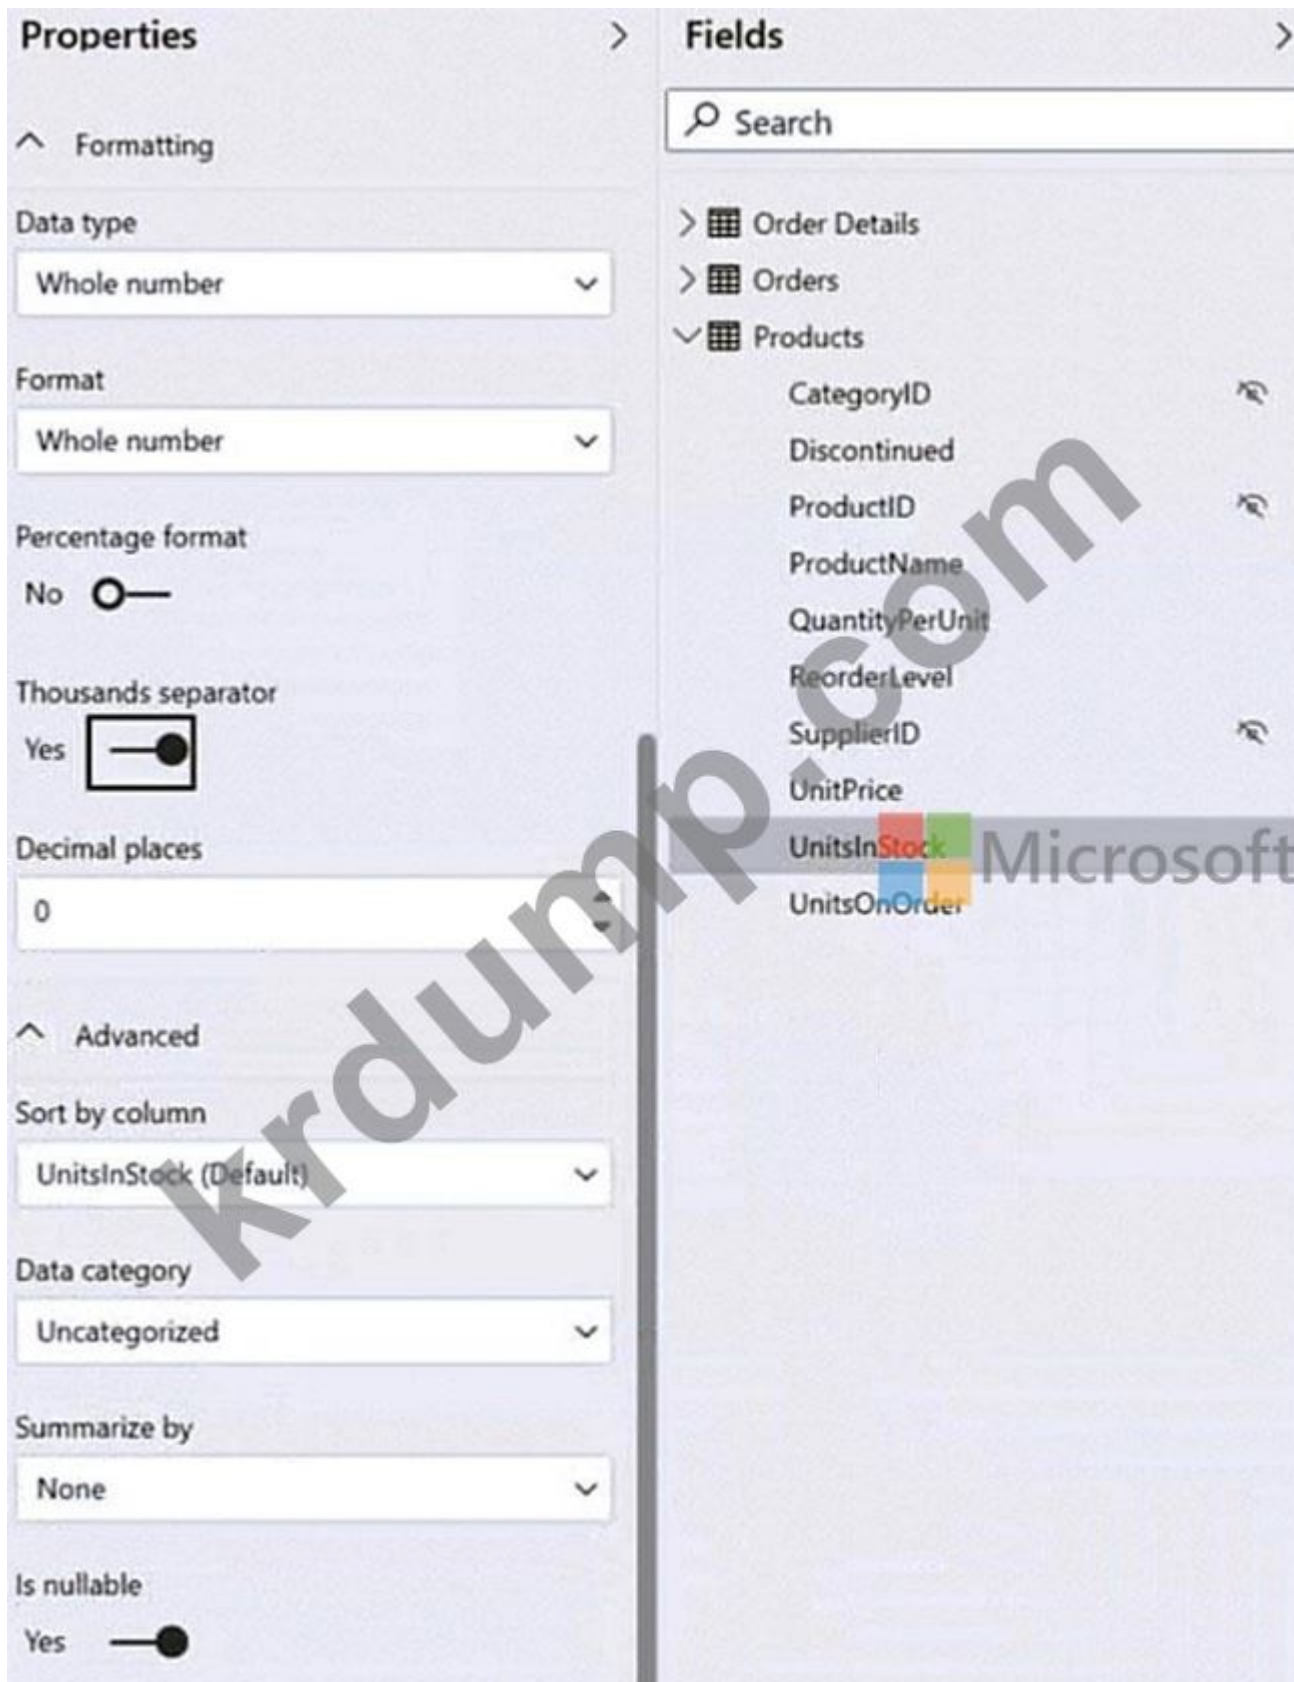 Properties
Formatting
Data type
Whole number
Format
Whole number
Percentage format
No
Thousands separator
Yes
Decimal places
0
Advanced
Sort by column
UnitsInStock (Default)
Data category
Uncategorized
Summarize by
None
Is nullable
Yes
Fields
Search
Order Details
Orders
Products
CategoryID
Discontinued
ProductID
ProductName
QuantityPerUnit
ReorderLevel
SupplierID
UnitPrice
UnitsInStock
UnitsOnOrder
Microsoft
krdump.com